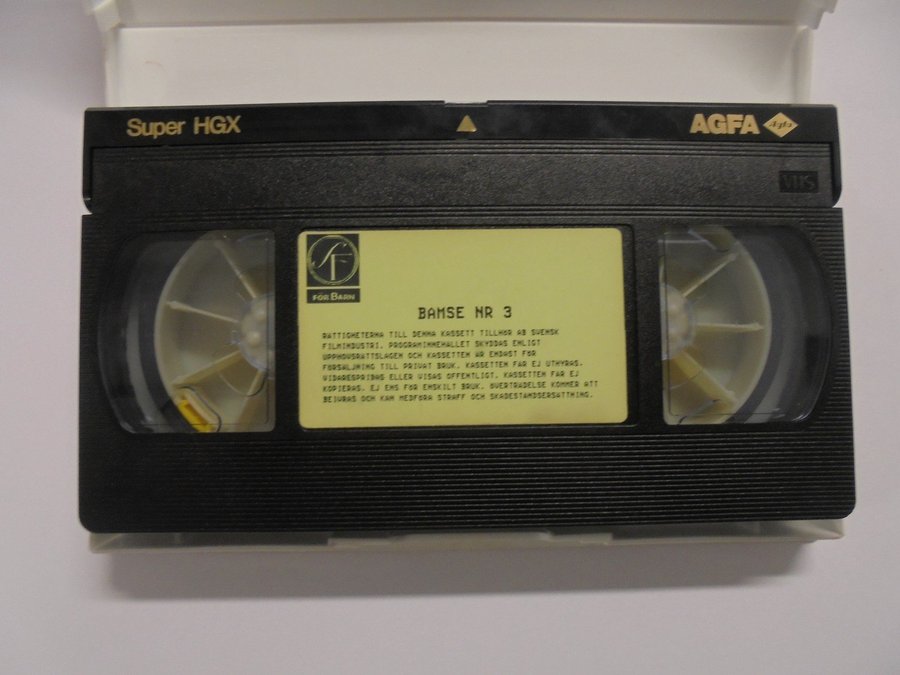 Super HGX
AGFA Agfa
VHS
SF
FÖR BARN
BAMSE NR 3
RÄTTIGHETERNA TILL DENNA KASSETT TILLHÖR AB SVENSK
FILMINDUSTRI. PROGRAMINNEHÅLLET SKYDDAS ENLIGT
UPPHOVSRÄTTSLAGEN OCH KASSETTEN ÄR ENDAST FÖR
FÖRSÄLJNING TILL PRIVAT BRUK. KASSETTEN FÅR EJ UTHYRAS,
VIDARESPRIDAS ELLER VISAS OFFENTLIGT. KASSETTEN FÅR EJ
KOPIERAS, EJ ENS FÖR ENSKILT BRUK. ÖVERTRÄDELSE KOMMER ATT
BEIVRAS OCH KAN MEDFÖRA STRAFF OCH SKADESTÅNDSERSÄTTNING.